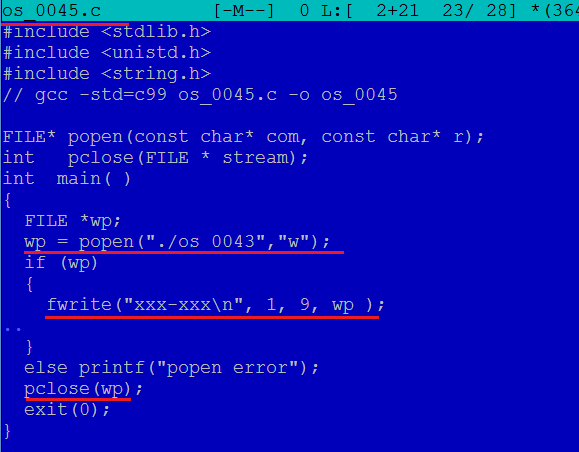 os_0045.c [-M--] 0 L:[ 2+21 23/ 28] *(364
#include <stdlib.h>
#include <unistd.h>
#include <string.h>
// gcc -std=c99 os_0045.c -o os_0045
FILE* popen(const char* com, const char* r);
int pclose(FILE * stream);
int main( )
{
FILE *wp;
wp = popen("./os_0043","w");
if (wp)
{
fwrite("xxx-xxx\n", 1, 9, wp );
..
}
else printf("popen error");
pclose(wp);
exit(0);
}